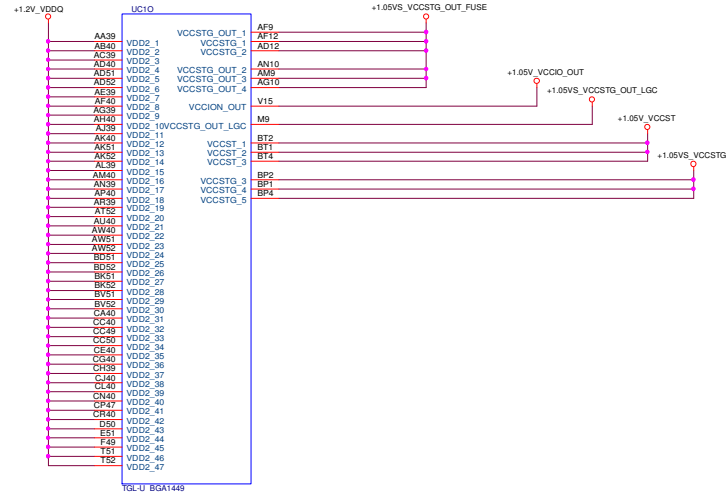 +1.2V_VDDQ
UC1O
+1.05VS_VCCSTG_OUT_FUSE
AA39 VDD2_1
AB40 VDD2_2
AC39 VDD2_3
AD40 VDD2_4
AD51 VDD2_5
AD52 VDD2_6
AE39 VDD2_7
AF40 VDD2_8
AG39 VDD2_9
AH40 VDD2_10
AJ39 VDD2_11
AK40 VDD2_12
AK51 VDD2_13
AK52 VDD2_14
AL39 VDD2_15
AM40 VDD2_16
AN39 VDD2_17
AP40 VDD2_18
AR39 VDD2_19
AT52 VDD2_20
AU40 VDD2_21
AW40 VDD2_22
AW51 VDD2_23
AW52 VDD2_24
BD51 VDD2_25
BD52 VDD2_26
BK51 VDD2_27
BK52 VDD2_28
BV51 VDD2_29
BV52 VDD2_30
CA40 VDD2_31
CC40 VDD2_32
CC49 VDD2_33
CC50 VDD2_34
CE40 VDD2_35
CG40 VDD2_36
CH39 VDD2_37
CJ40 VDD2_38
CL40 VDD2_39
CN40 VDD2_40
CP47 VDD2_41
CR40 VDD2_42
D50 VDD2_43
E51 VDD2_44
F49 VDD2_45
T51 VDD2_46
T52 VDD2_47
VCCSTG_OUT_1 AF9
VCCSTG_1 AF12
VCCSTG_2 AD12
VCCSTG_OUT_2 AN10
VCCSTG_OUT_3 AM9
VCCSTG_OUT_4 AG10
VCCION_OUT V15
+1.05V_VCCIO_OUT
VCCSTG_OUT_LGC M9
+1.05VS_VCCSTG_OUT_LGC
+1.05V_VCCST
VCCST_1 BT2
VCCST_2 BT1
VCCST_3 BT4
+1.05VS_VCCSTG
VCCSTG_3 BP2
VCCSTG_4 BP1
VCCSTG_5 BP4
TGL-U_BGA1449